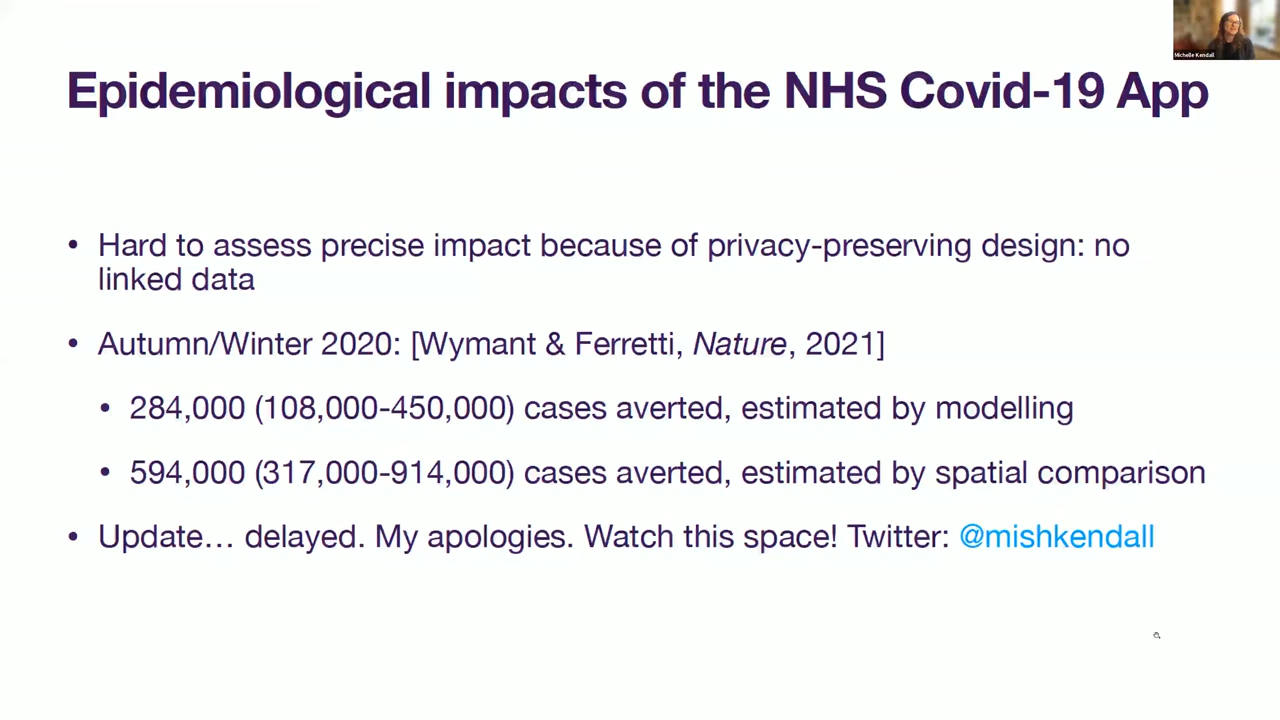 Michelle Kendall
Epidemiological impacts of the NHS Covid-19 App
• Hard to assess precise impact because of privacy-preserving design: no
linked data
• Autumn/Winter 2020: [Wymant & Ferretti, Nature, 2021]
• 284,000 (108,000-450,000) cases averted, estimated by modelling
• 594,000 (317,000-914,000) cases averted, estimated by spatial comparison
• Update… delayed. My apologies. Watch this space! Twitter: @mishkendall